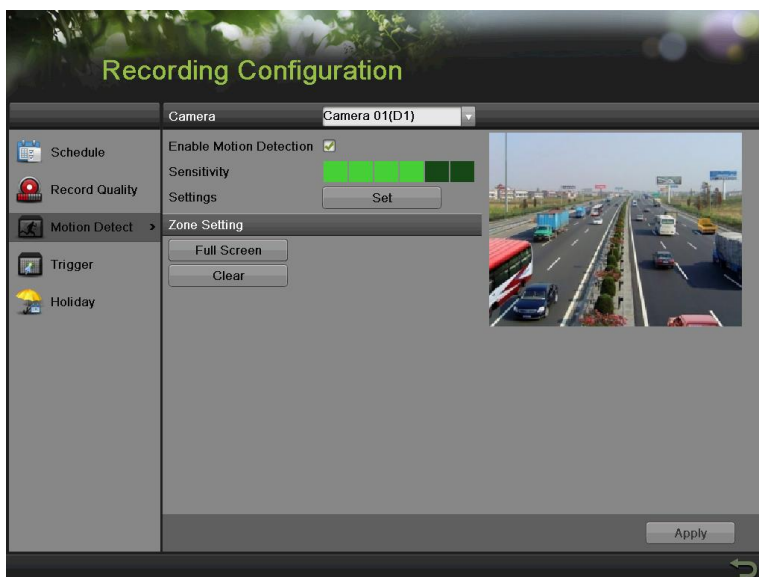 Recording Configuration
Camera Camera 01(D1)
Schedule
Record Quality
Motion Detect >
Trigger
Holiday
Enable Motion Detection
Sensitivity
Settings Set
Zone Setting
Full Screen
Clear
Apply